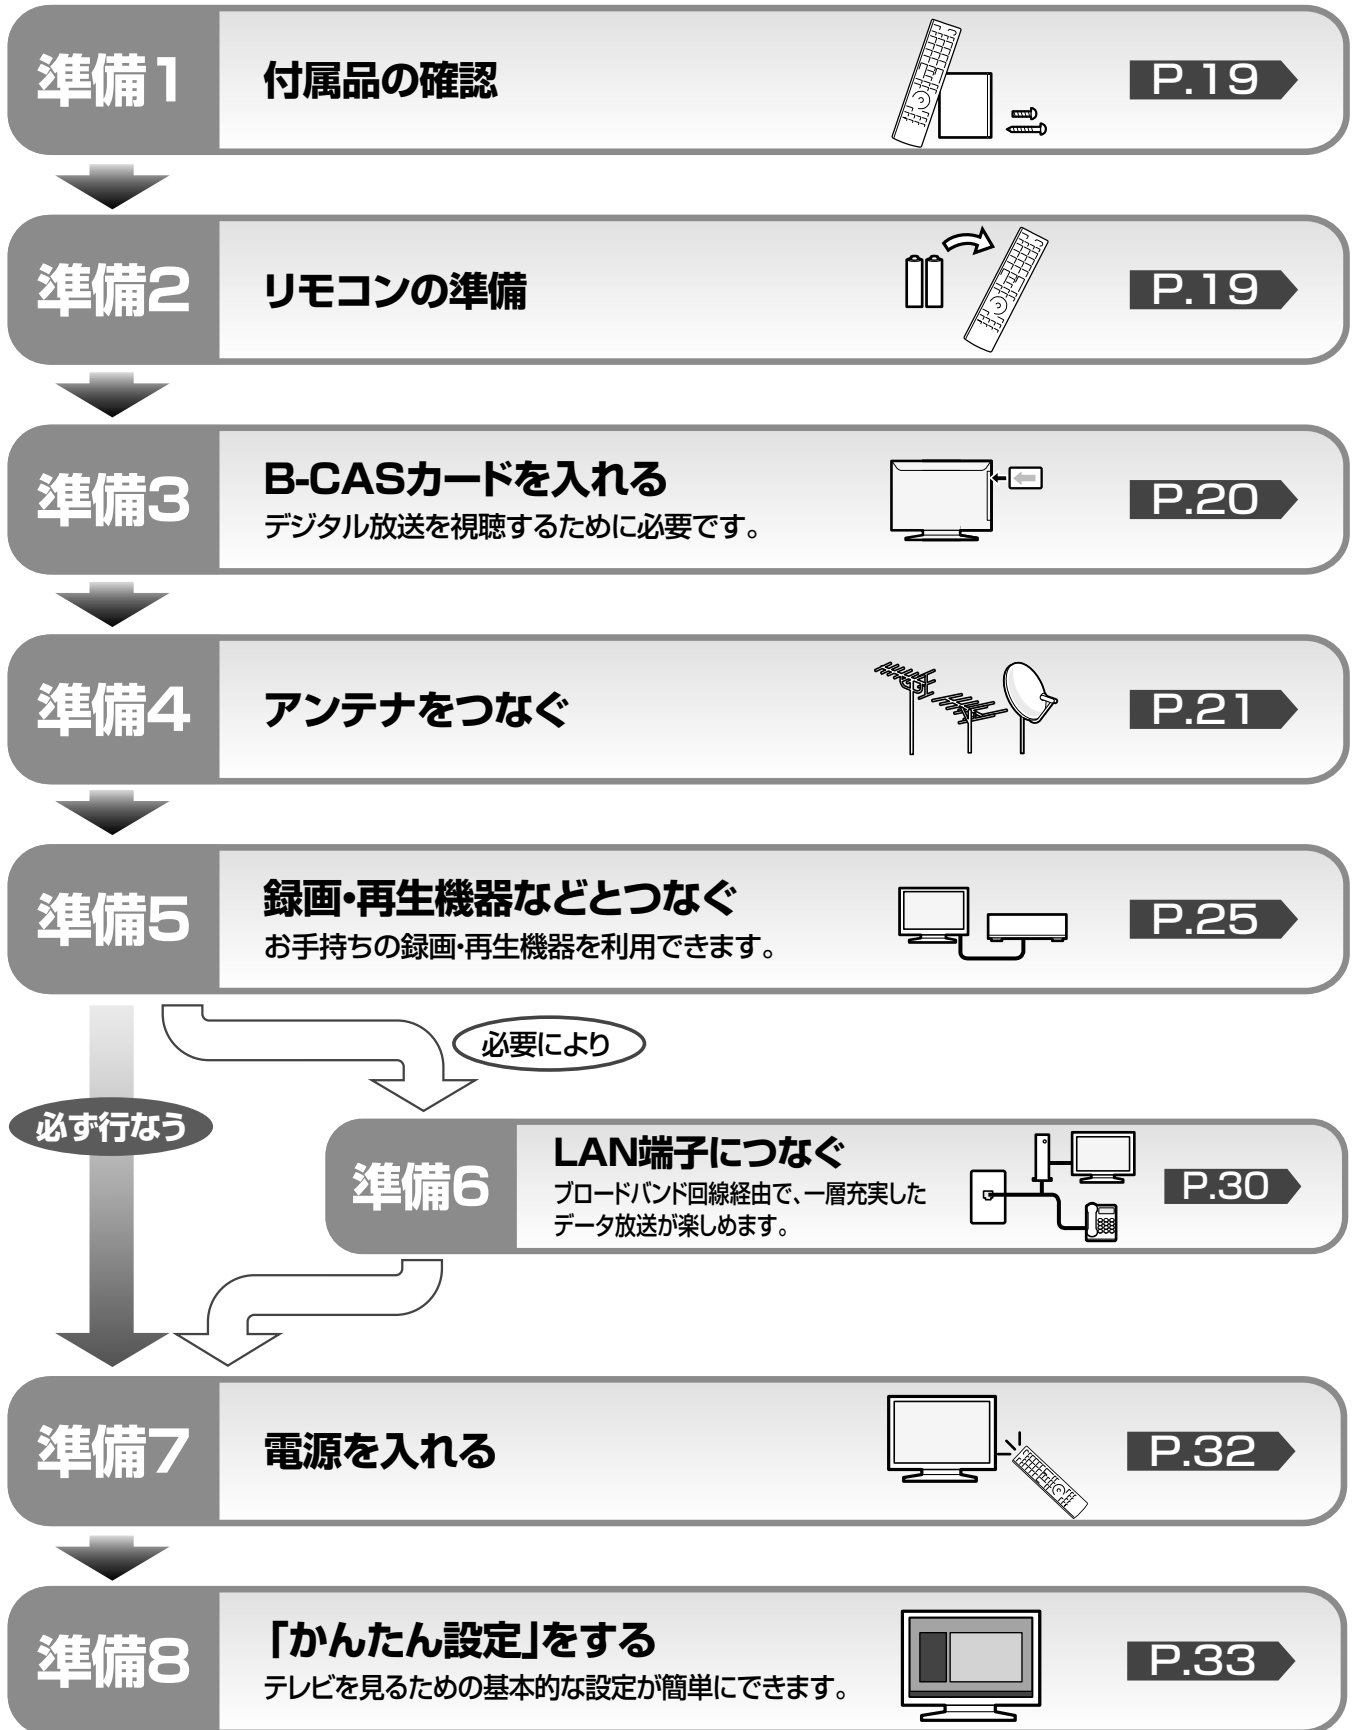 準備1
付属品の確認
P.19
準備2
リモコンの準備
P.19
準備3
B-CASカードを入れる
デジタル放送を視聴するために必要です。
P.20
準備4
アンテナをつなぐ
P.21
準備5
録画・再生機器などとつなぐ
お手持ちの録画・再生機器を利用できます。
P.25
必要により
必ず行なう
準備6
LAN端子につなぐ
ブロードバンド回線経由で、一層充実した
データ放送が楽しめます。
P.30
準備7
電源を入れる
P.32
準備8
「かんたん設定」をする
テレビを見るための基本的な設定が簡単にできます。
P.33